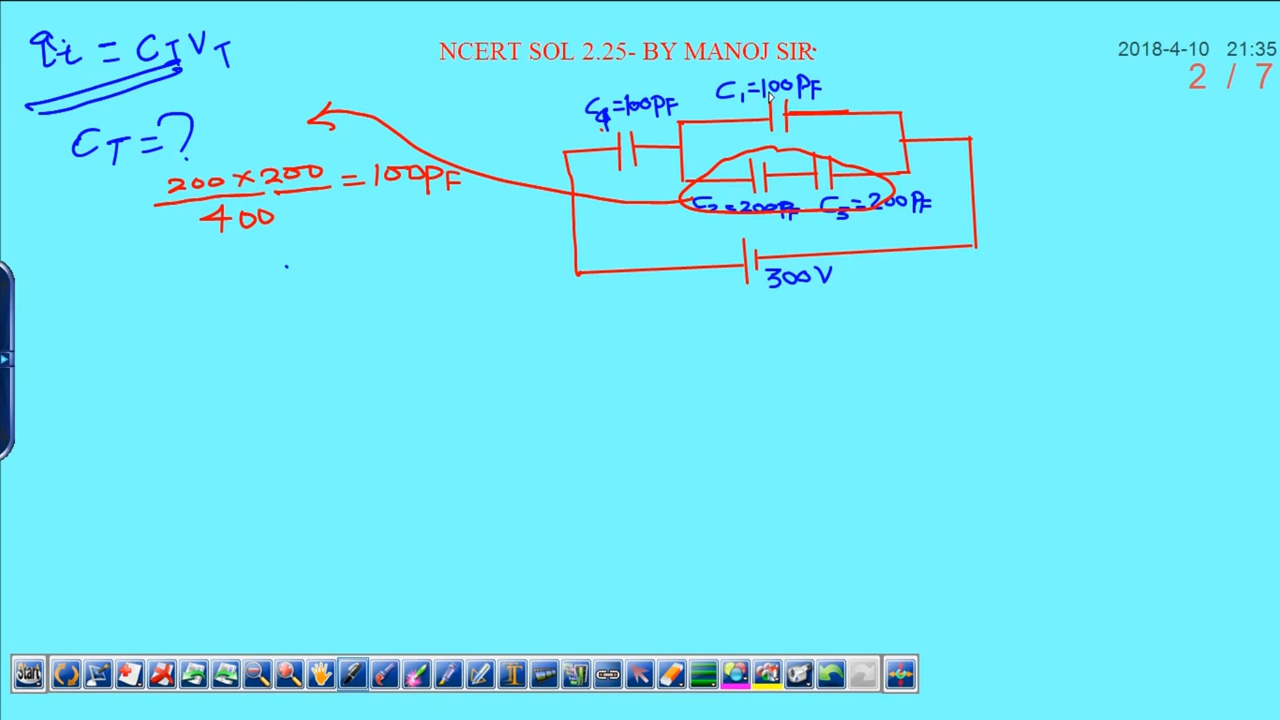 NCERT SOL 2.25- BY MANOJ SIR
2018-4-10 21:35
2 / 7
qt = CT VT
CT = ?
200 × 200 = 100PF
400
C4=100PF
C1=100PF
C2=200PF C3=200PF
300V
Start